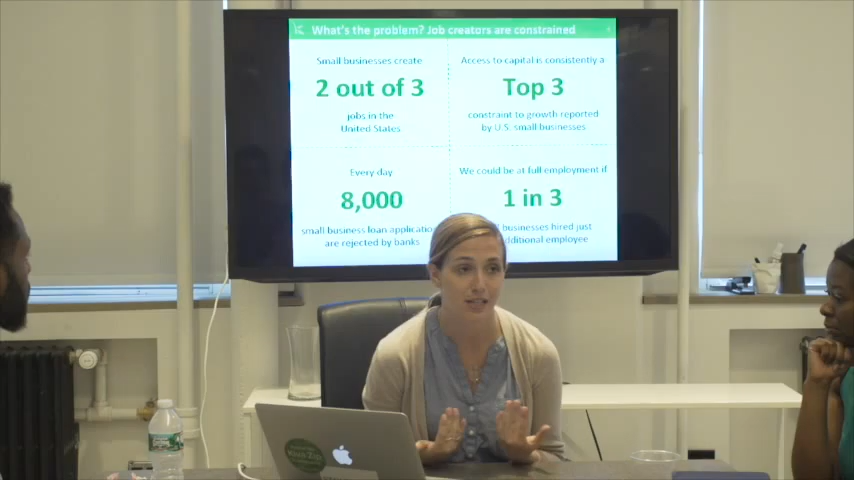 What's the problem? Job creators are constrained
Small businesses create
2 out of 3
jobs in the
United States
Access to capital is consistently a
Top 3
constraint to growth reported
by U.S. small businesses
Every day
8,000
small business loan applicatio
are rejected by banks
We could be at full employment if
1 in 3
businesses hired just
dditional employee